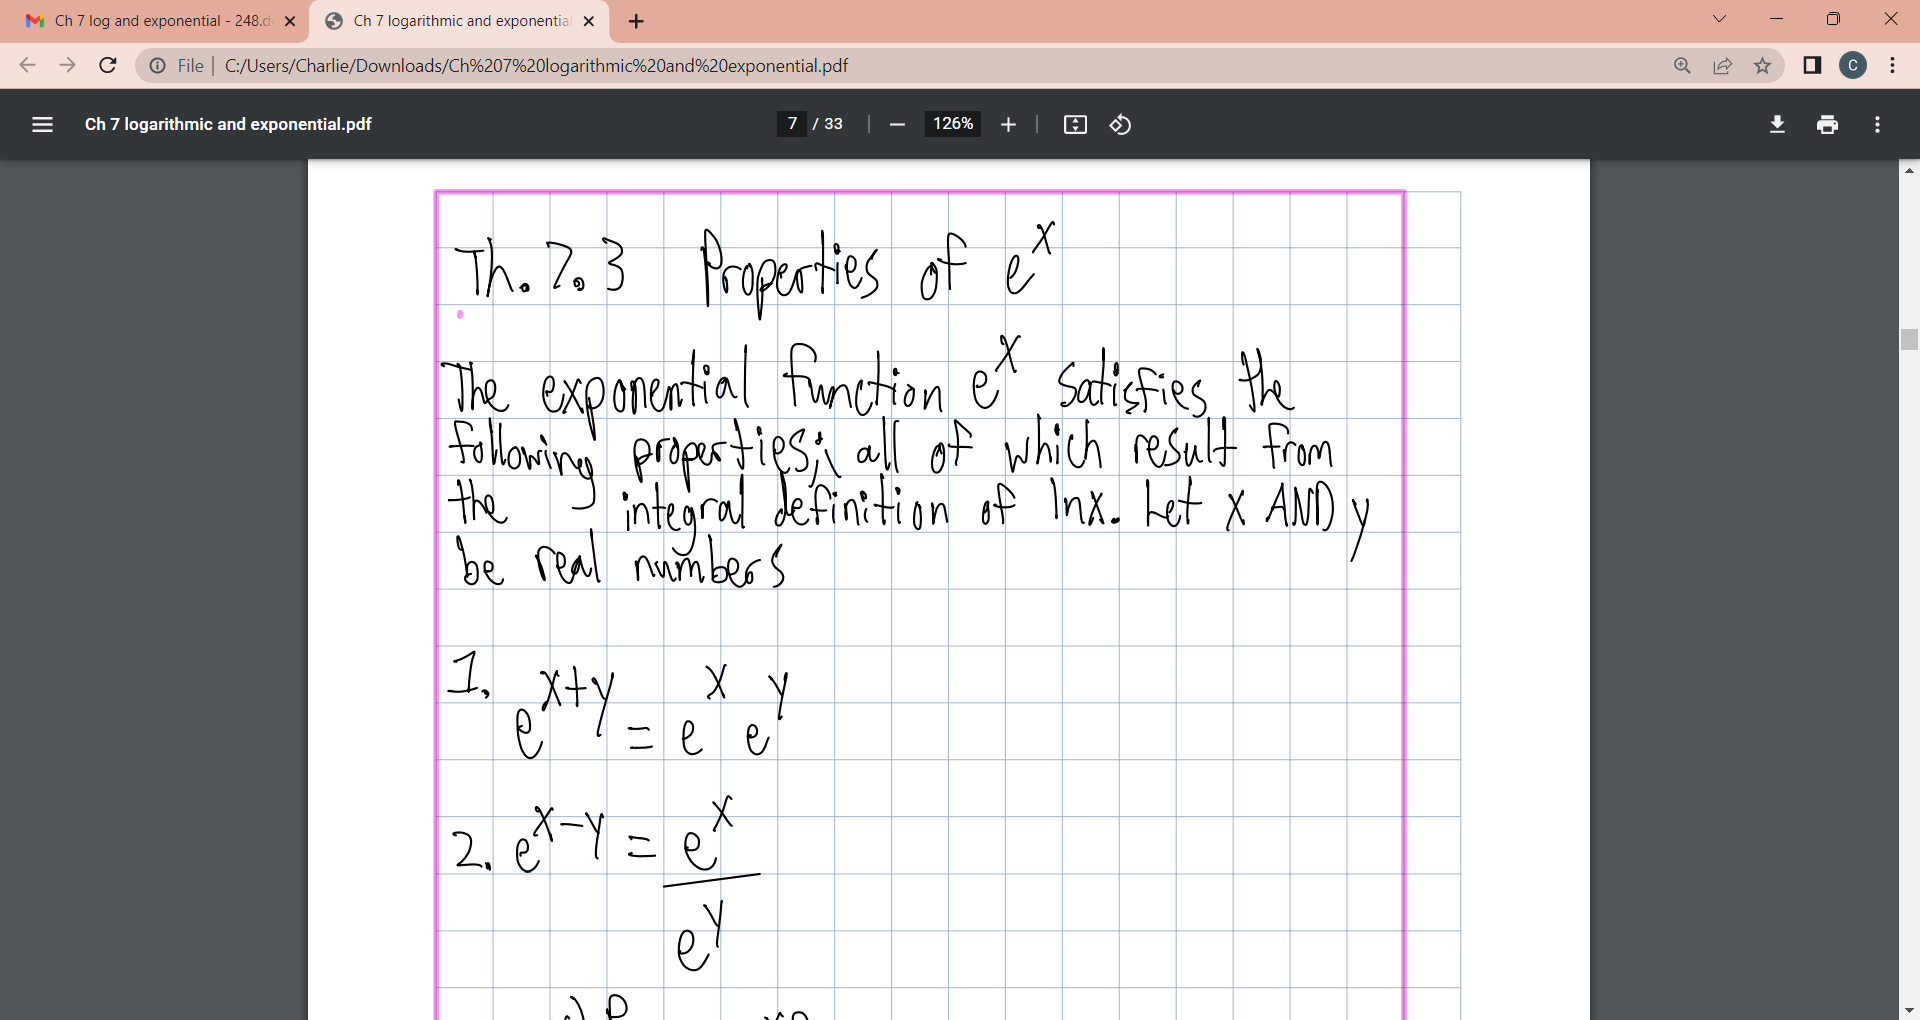 Ch 7 log and exponential - 248.d
Ch 7 logarithmic and exponentia
File | C:/Users/Charlie/Downloads/Ch%207%20logarithmic%20and%20exponential.pdf
C
Ch 7 logarithmic and exponential.pdf
7 / 33
126%
Th. 7.3 Properties of e^x
The exponential function e^x satisfies the
following properties; all of which result from
the integral definition of lnx. Let x AND y
be real numbers
1. e^{x+y} = e^x e^y
2. e^{x-y} = e^x / e^y